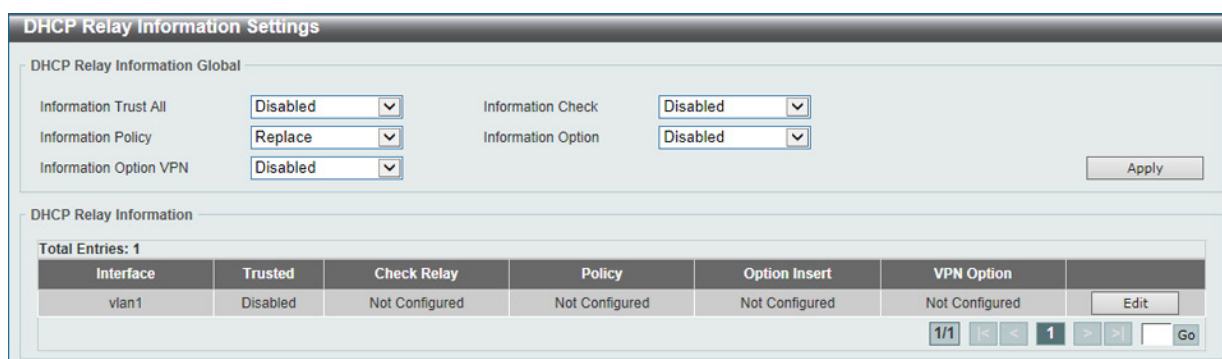 DHCP Relay Information Settings
DHCP Relay Information Global
Information Trust All Disabled Information Check Disabled
Information Policy Replace Information Option Disabled
Information Option VPN Disabled Apply
DHCP Relay Information
Total Entries: 1
Interface Trusted Check Relay Policy Option Insert VPN Option
vlan1 Disabled Not Configured Not Configured Not Configured Not Configured Edit
1/1 |< < 1 > >| Go